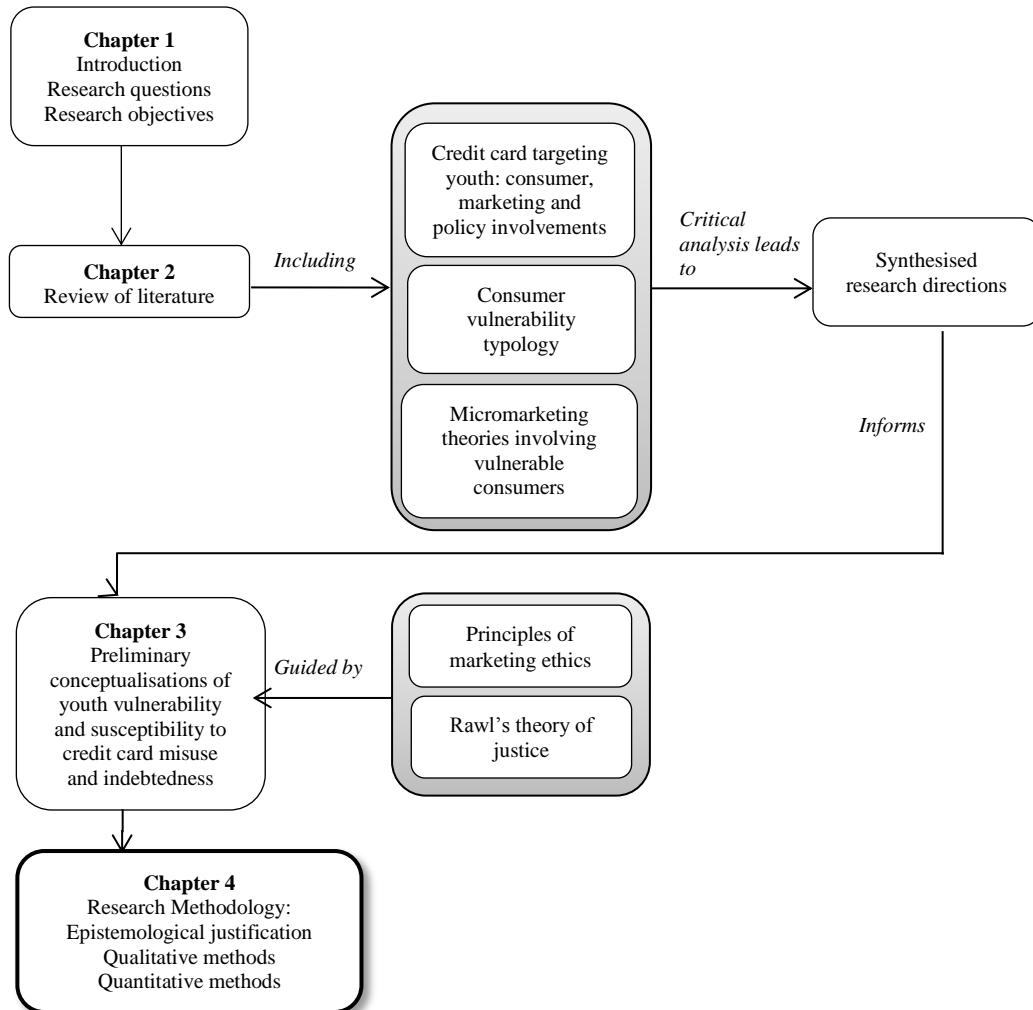 Chapter 1
Introduction
Research questions
Research objectives
Chapter 2
Review of literature
Including
Credit card targeting
youth: consumer,
marketing and
policy involvements
Consumer
vulnerability
typology
Micromarketing
theories involving
vulnerable
consumers
Critical
analysis leads
to
Synthesised
research directions
Informs
Chapter 3
Preliminary
conceptualisations of
youth vulnerability
and susceptibility to
credit card misuse
and indebtedness
Guided by
Principles of
marketing ethics
Rawl's theory of
justice
Chapter 4
Research Methodology:
Epistemological justification
Qualitative methods
Quantitative methods